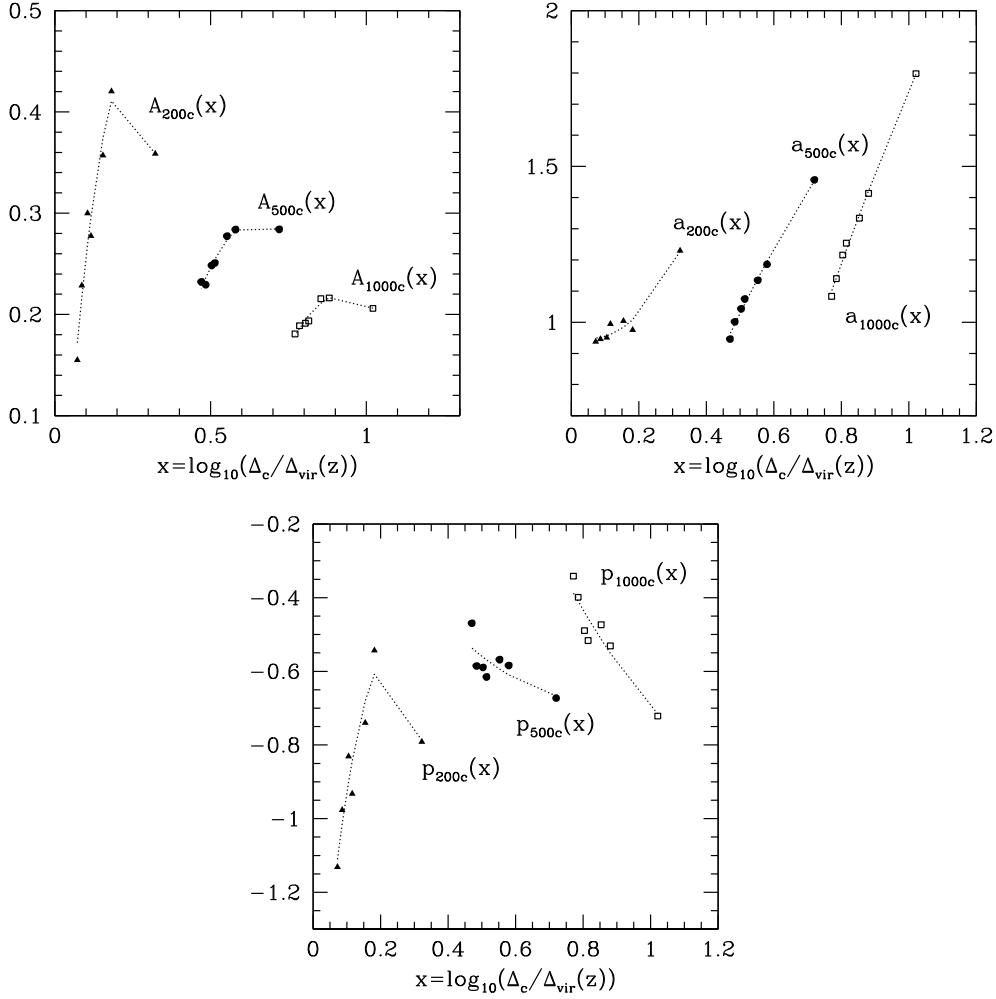 0.5
0.4
0.3
0.2
0.1
0
0.5
1
A200c(x)
A500c(x)
A1000c(x)
x=log10(Δc/Δvir(z))
2
1.5
1
0
0.2
0.4
0.6
0.8
1
1.2
a500c(x)
a200c(x)
a1000c(x)
x=log10(Δc/Δvir(z))
−0.2
−0.4
−0.6
−0.8
−1
−1.2
0
0.2
0.4
0.6
0.8
1
1.2
p1000c(x)
p500c(x)
p200c(x)
x=log10(Δc/Δvir(z))